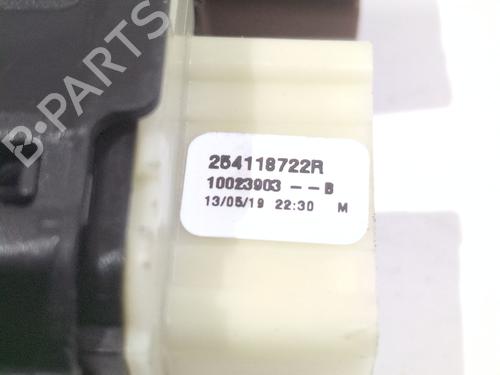 B-PARTS
254118722R
10023903 -- B
13/05/19 22:30 M